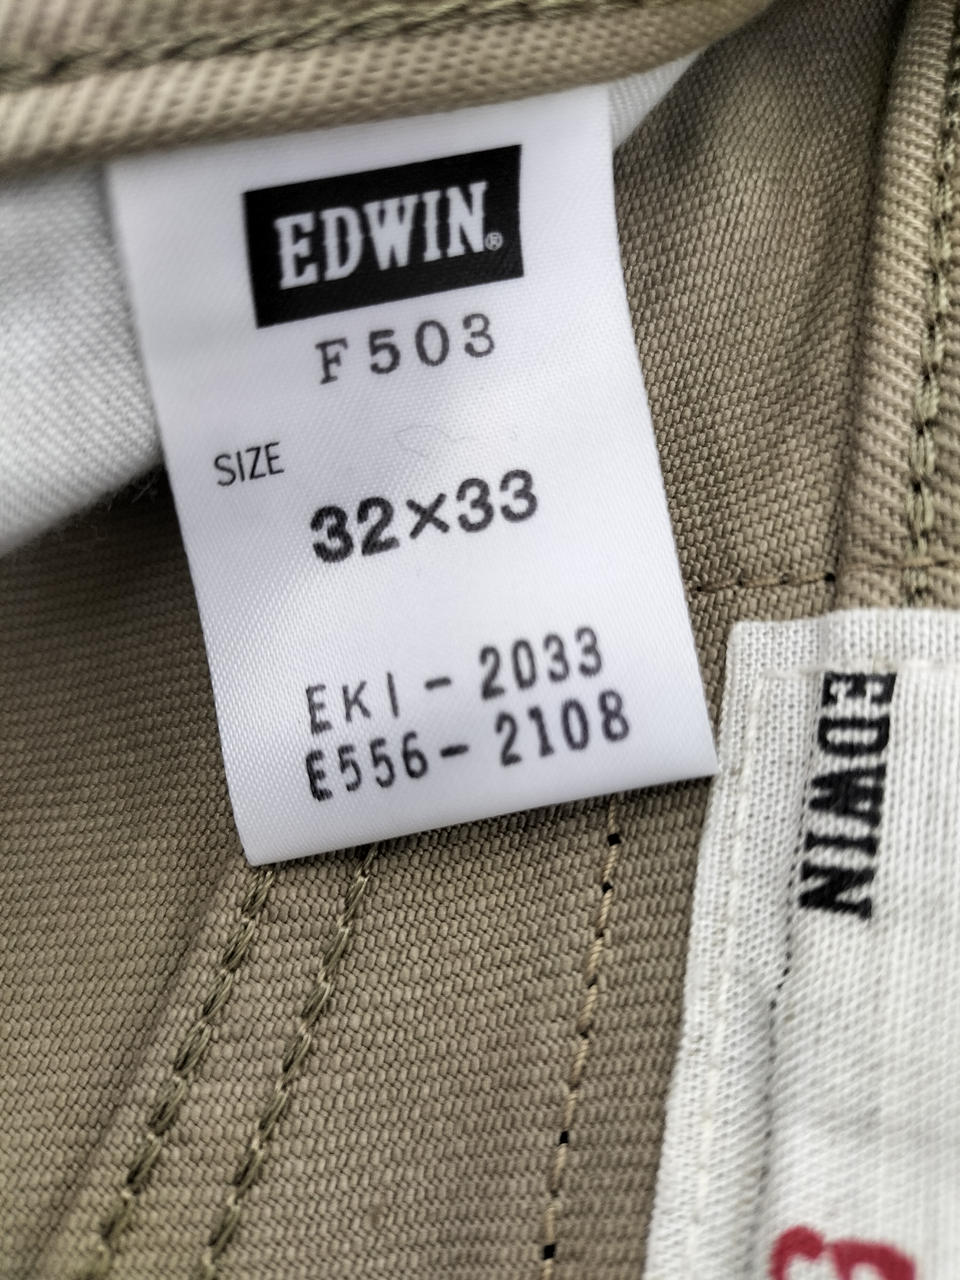 EDWIN®
F503
SIZE
32×33
EKI-2033
E556-2108
EDWIN